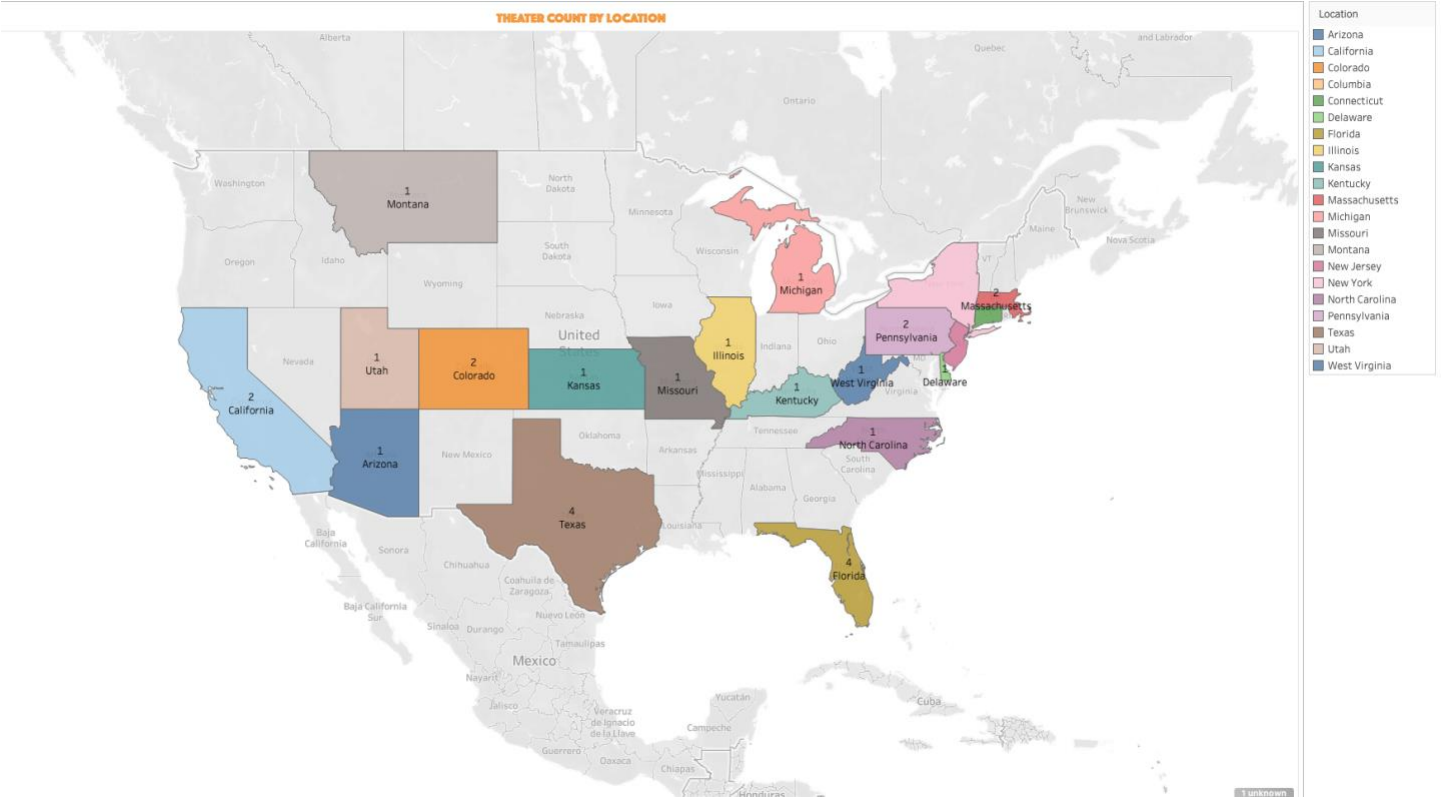 THEATER COUNT BY LOCATION
Alberta
Quebec
and Labrador
Ontario
Washington
1
Montana
North
Dakota
Minnesota
New
Brunswick
Maine
Nova Scotia
Oregon
Idaho
South
Dakota
Wisconsin
VT
Wyoming
1
Michigan
2
Massachusetts
Iowa
Nebraska
United
States
2
Pennsylvania
Nevada
1
Utah
2
Colorado
1
Kansas
1
Missouri
1
Illinois
Indiana
Ohio
MD
1
Delaware
1
West Virginia
Virginia
2
California
1
Kentucky
1
Arizona
New Mexico
Oklahoma
Arkansas
Tennessee
1
North Carolina
South
Carolina
Mississippi
Alabama
Georgia
4
Texas
Louisiana
4
Florida
Baja
California
Sonora
Chihuahua
Coahuila de
Zaragoza
Baja California
Sur
Sinaloa
Durango
Nuevo León
Tamaulipas
Mexico
Nayarit
Jalisco
Veracruz
de Ignacio
de la Llave
Yucatán
Campeche
Cuba
Guerrero
Oaxaca
Chiapas
Honduras
1 unknown
Location
Arizona
California
Colorado
Columbia
Connecticut
Delaware
Florida
Illinois
Kansas
Kentucky
Massachusetts
Michigan
Missouri
Montana
New Jersey
New York
North Carolina
Pennsylvania
Texas
Utah
West Virginia